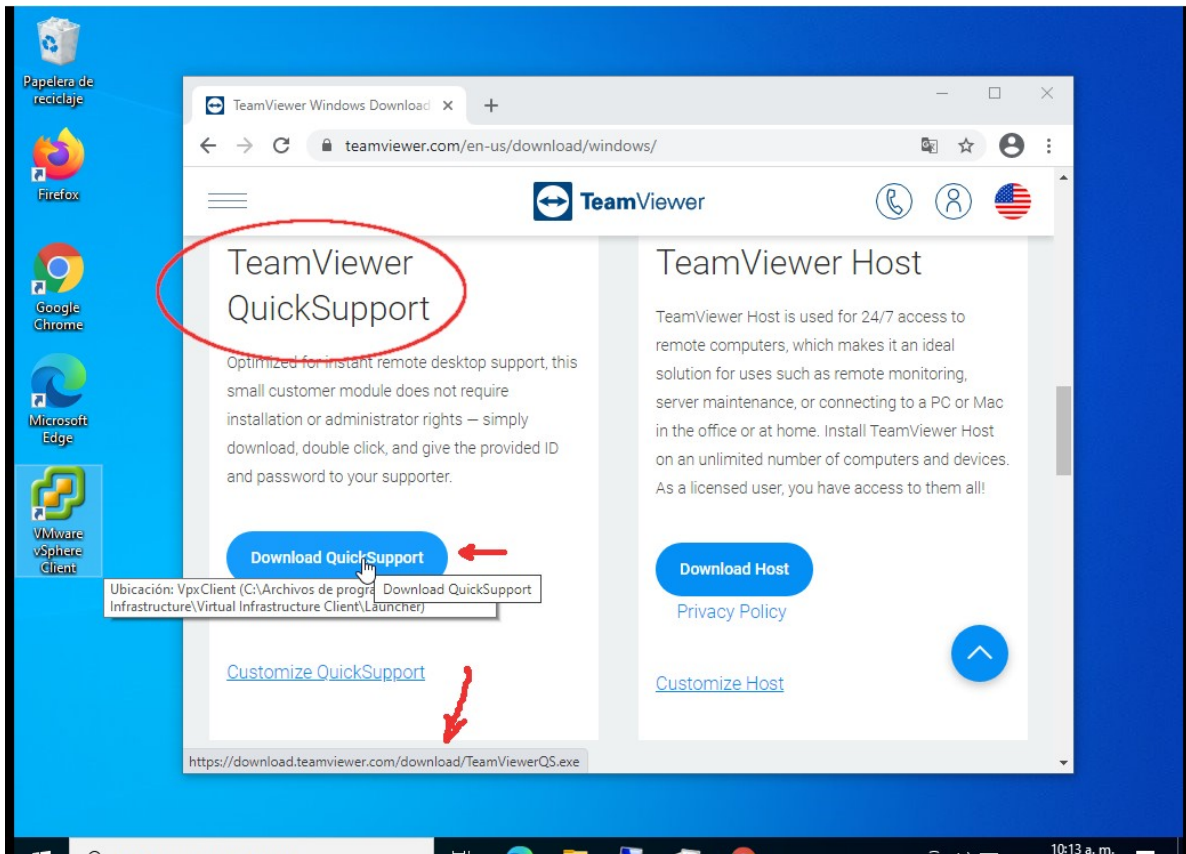 Papelera de
reciclaje
Firefox
Google
Chrome
Microsoft
Edge
VMware
vSphere
Client
TeamViewer Windows Download
teamviewer.com/en-us/download/windows/
TeamViewer
TeamViewer
QuickSupport
Optimized for instant remote desktop support, this
small customer module does not require
installation or administrator rights — simply
download, double click, and give the provided ID
and password to your supporter.
Download QuickSupport
Ubicación: VpxClient (C:\Archivos de
Infrastructure\Virtual Infrastructure Client\Launcher)
Download QuickSupport
Customize QuickSupport
TeamViewer Host
TeamViewer Host is used for 24/7 access to
remote computers, which makes it an ideal
solution for uses such as remote monitoring,
server maintenance, or connecting to a PC or Mac
in the office or at home. Install TeamViewer Host
on an unlimited number of computers and devices.
As a licensed user, you have access to them all!
Download Host
Privacy Policy
Customize Host
https://download.teamviewer.com/download/TeamViewerQS.exe
10:13 a. m.